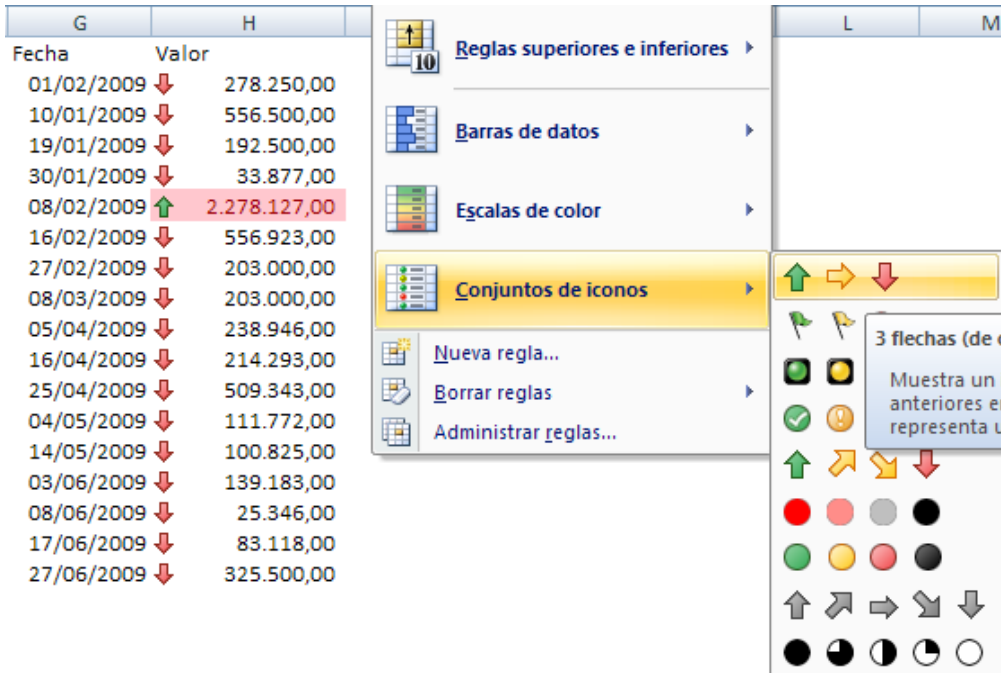 G H L M
Fecha Valor
01/02/2009 278.250,00
10/01/2009 556.500,00
19/01/2009 192.500,00
30/01/2009 33.877,00
08/02/2009 2.278.127,00
16/02/2009 556.923,00
27/02/2009 203.000,00
08/03/2009 203.000,00
05/04/2009 238.946,00
16/04/2009 214.293,00
25/04/2009 509.343,00
04/05/2009 111.772,00
14/05/2009 100.825,00
03/06/2009 139.183,00
08/06/2009 25.346,00
17/06/2009 83.118,00
27/06/2009 325.500,00
10
Reglas superiores e inferiores
Barras de datos
Escalas de color
Conjuntos de iconos
Nueva regla...
Borrar reglas
Administrar reglas...
3 flechas (de
Muestra un
anteriores
representa